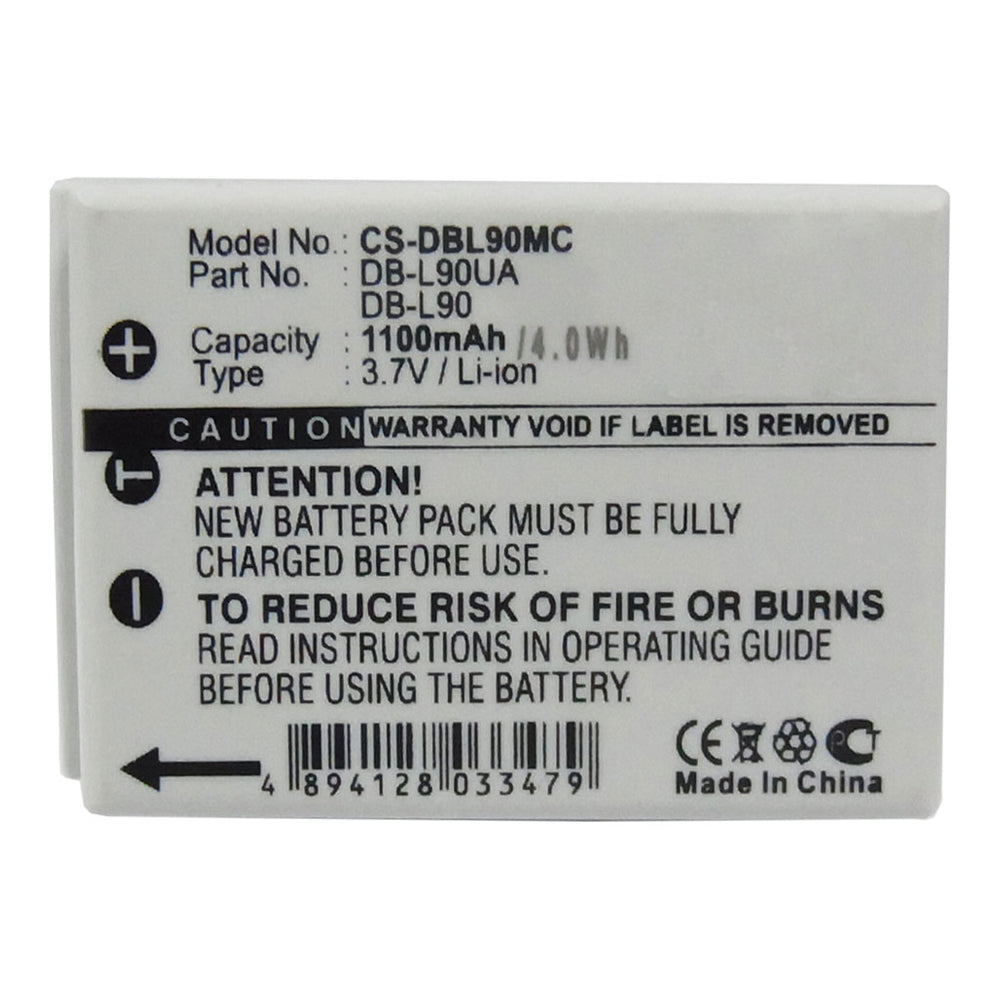 Model No. : CS-DBL90MC
Part No. : DB-L90UA
DB-L90
Capacity : 1100mAh /4.0Wh
Type : 3.7V / Li-ion
CAUTION WARRANTY VOID IF LABEL IS REMOVED
T
ATTENTION!
NEW BATTERY PACK MUST BE FULLY
CHARGED BEFORE USE.
TO REDUCE RISK OF FIRE OR BURNS
READ INSTRUCTIONS IN OPERATING GUIDE
BEFORE USING THE BATTERY.
4 894128 033479
CE
Made In China